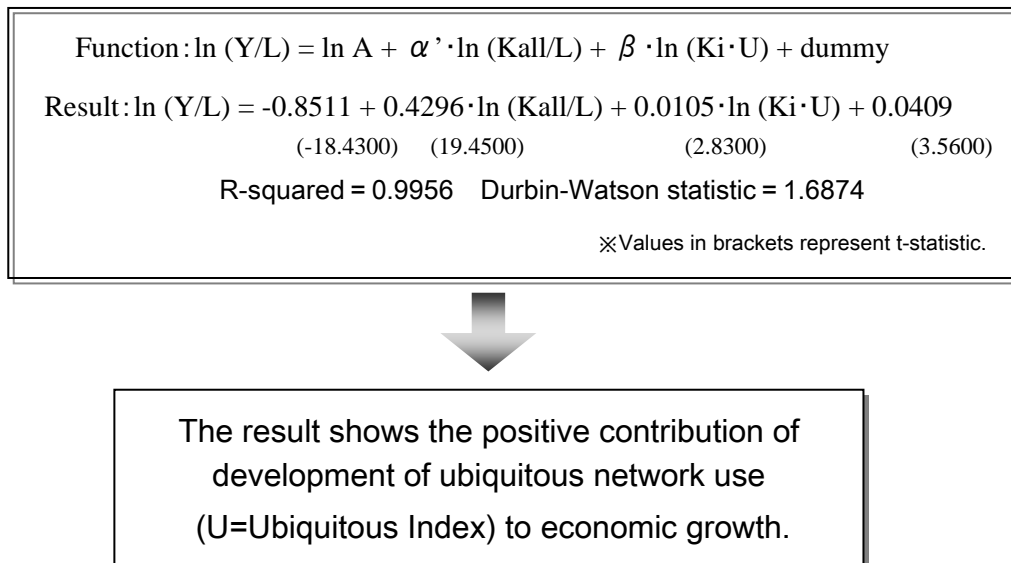 Function：ln (Y/L) = ln A + α’・ln (Kall/L) + β・ln (Ki・U) + dummy
Result：ln (Y/L) = -0.8511 + 0.4296・ln (Kall/L) + 0.0105・ln (Ki・U) + 0.0409
(-18.4300) (19.4500) (2.8300) (3.5600)
R-squared = 0.9956 Durbin-Watson statistic = 1.6874
※Values in brackets represent t-statistic.
The result shows the positive contribution of
development of ubiquitous network use
(U=Ubiquitous Index) to economic growth.